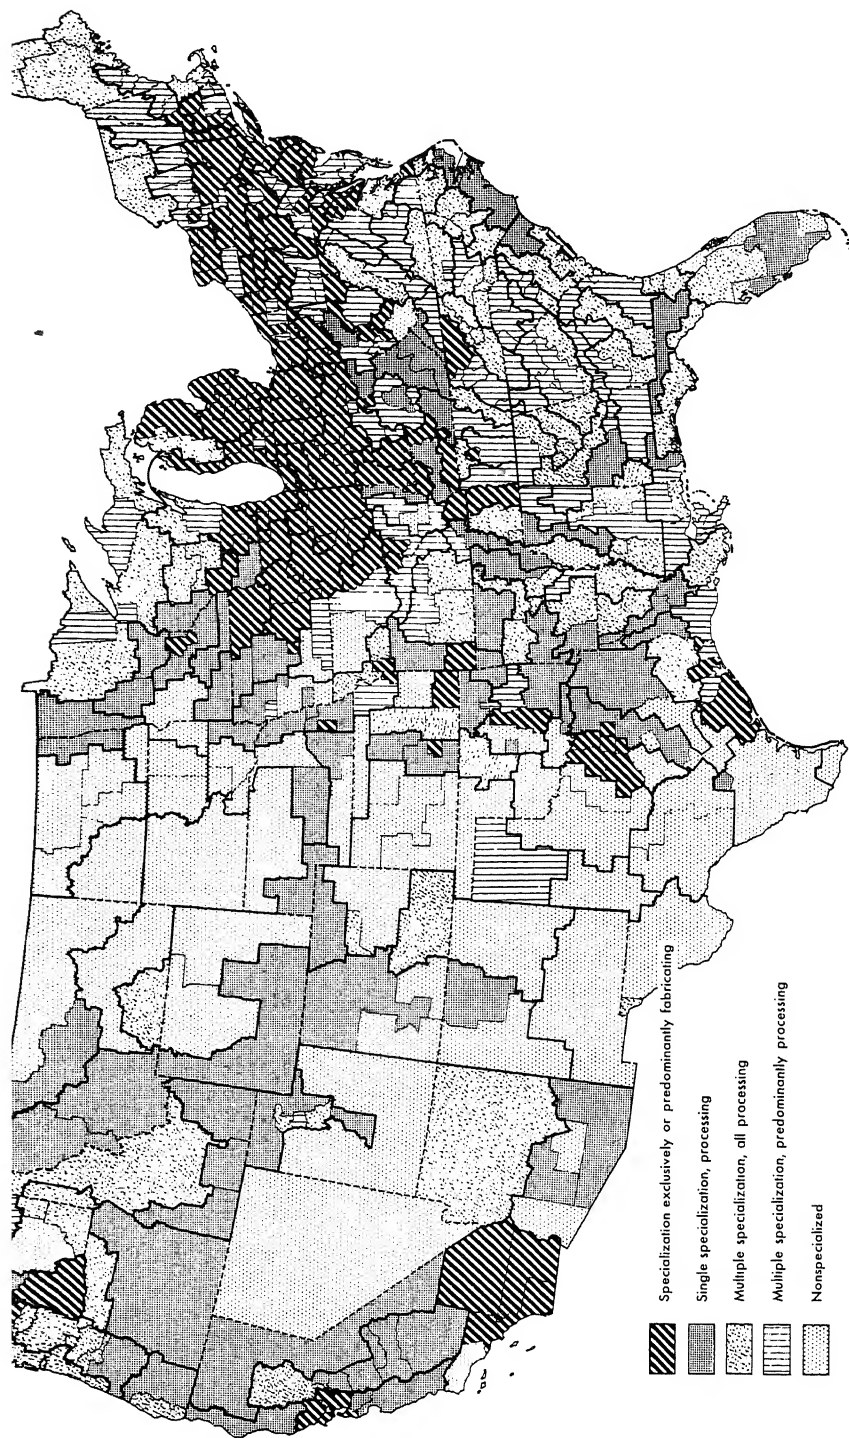 Specialization exclusively or predominantly fabricating
Single specialization, processing
Multiple specialization, all processing
Multiple specialization, predominantly processing
Nonspecialized